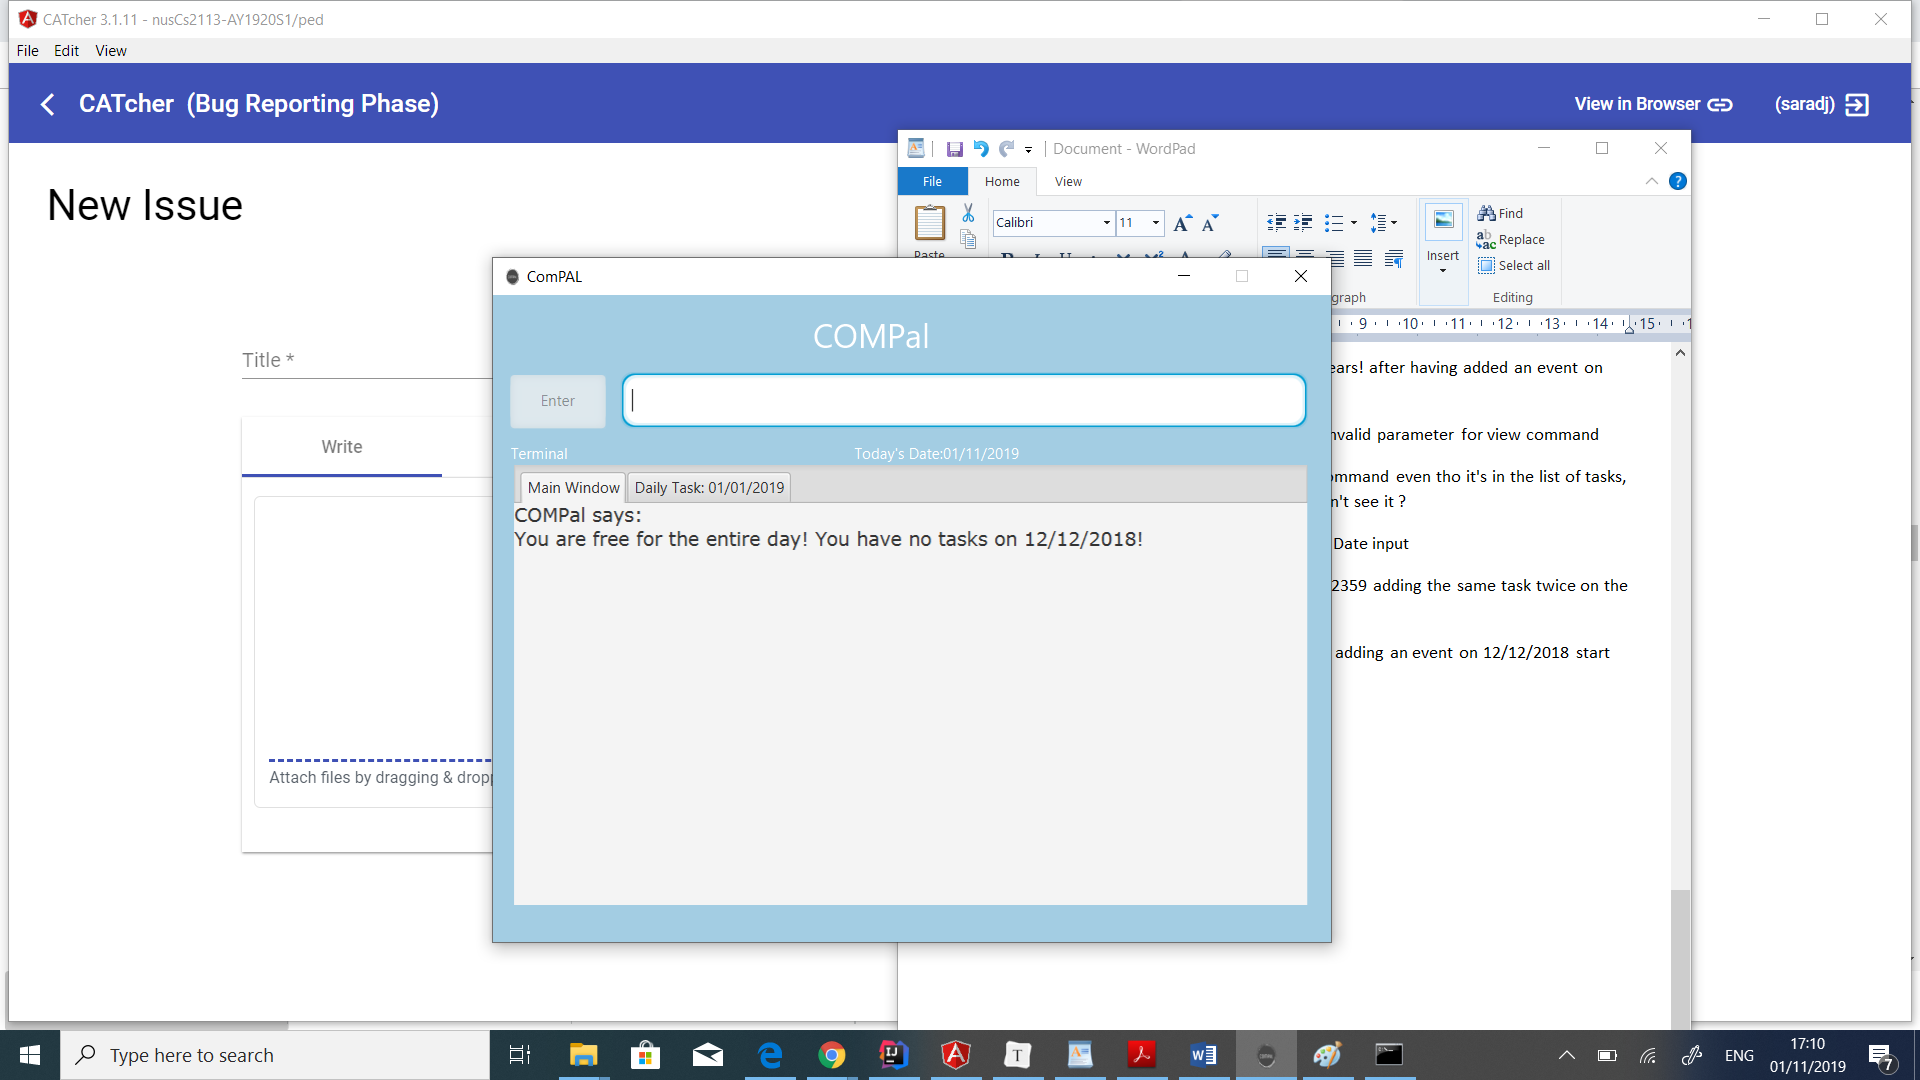 CATcher 3.1.11 - nusCs2113-AY1920S1/ped
File Edit View
CATcher (Bug Reporting Phase)
View in Browser
(saradj)
New Issue
Title *
Write
Attach files by dragging & dropp
Document - WordPad
File Home View
Calibri 11
Find
Replace
Select all
Insert
Editing
9 10 11 12 13 14 15
ears! after having added an event on
nvalid parameter for view command
ommand even tho it's in the list of tasks,
n't see it ?
Date input
2359 adding the same task twice on the
adding an event on 12/12/2018 start
ComPAL
COMPal
Enter
Terminal
Today's Date:01/11/2019
Main Window
Daily Task: 01/01/2019
COMPal says:
You are free for the entire day! You have no tasks on 12/12/2018!
Type here to search
ENG
17:10
01/11/2019
7